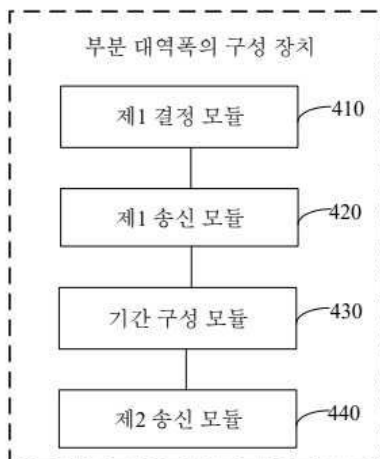 부분 대역폭의 구성 장치
제1 결정 모듈
410
제1 송신 모듈
420
기간 구성 모듈
430
제2 송신 모듈
440